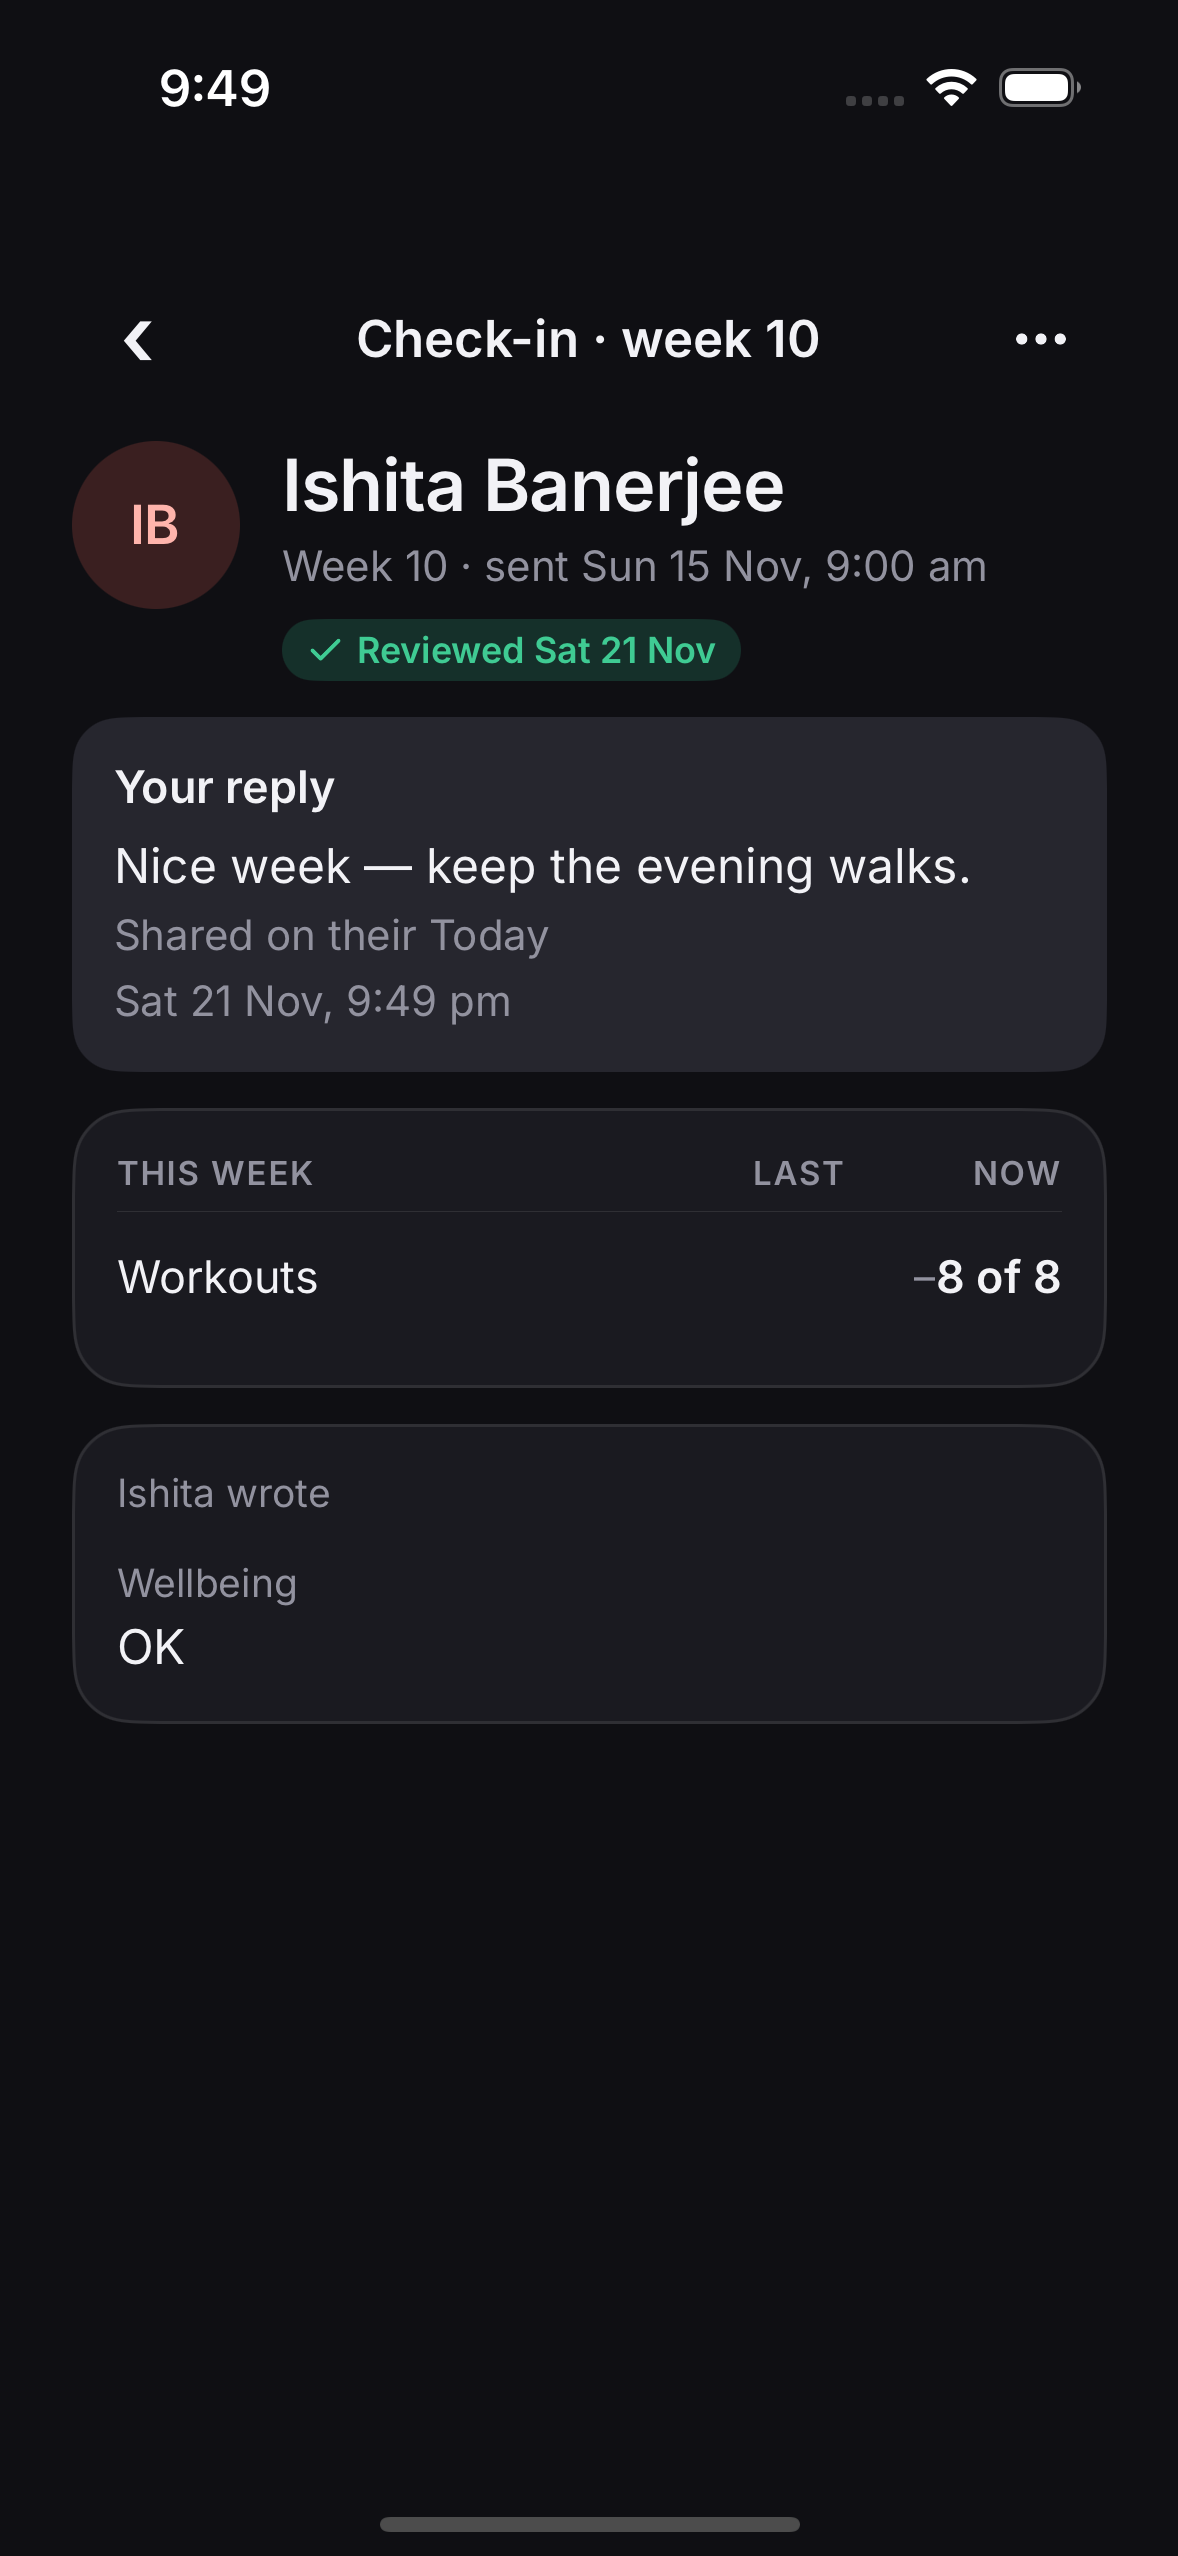 9:49
Check-in · week 10
IB
Ishita Banerjee
Week 10 · sent Sun 15 Nov, 9:00 am
Reviewed Sat 21 Nov
Your reply
Nice week — keep the evening walks.
Shared on their Today
Sat 21 Nov, 9:49 pm
THIS WEEK LAST NOW
Workouts –8 of 8
Ishita wrote
Wellbeing
OK